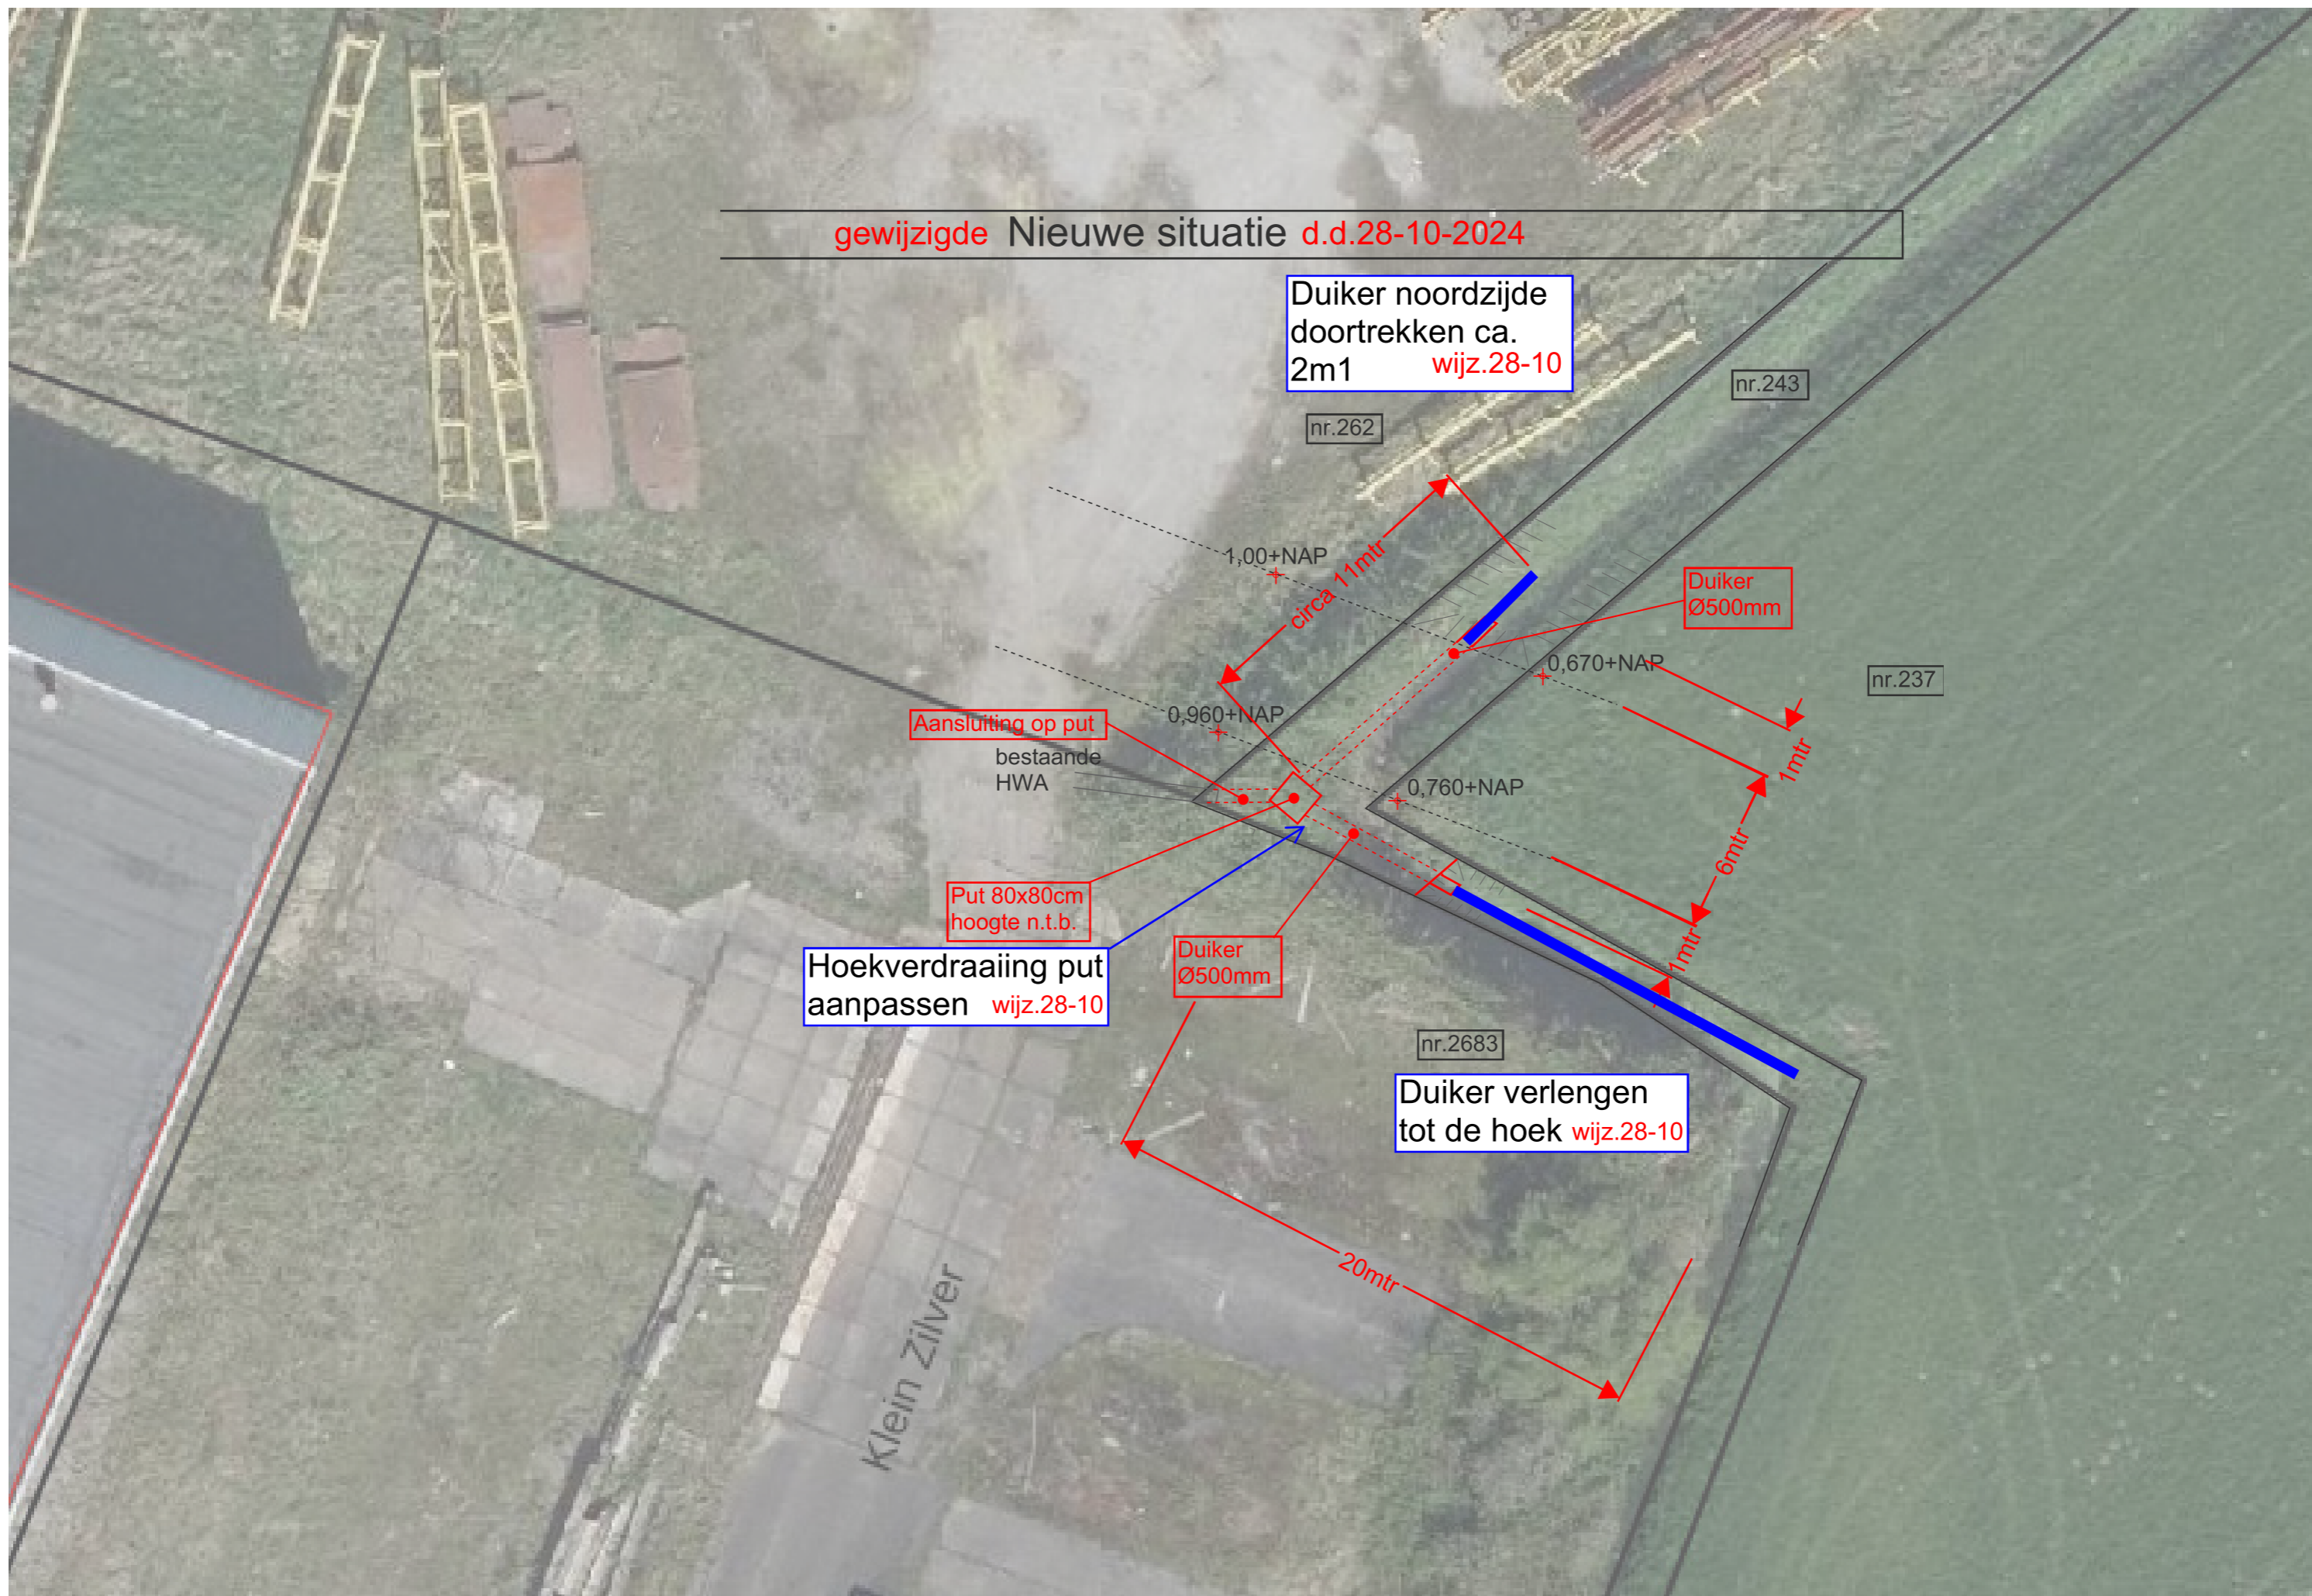 gewijzigde Nieuwe situatie d.d.28-10-2024
Duiker noordzijde
doortrekken ca.
2m1 wijz.28-10
nr.243
nr.262
1,00+NAP
circa 11mtr
Duiker
Ø500mm
0,670+NAP
nr.237
Aansluiting op put
0,960+NAP
bestaande
HWA
1mtr
0,760+NAP
6mtr
Put 80x80cm
hoogte n.t.b.
Duiker
Ø500mm
1mtr
Hoekverdraaiing put
aanpassen wijz.28-10
nr.2683
Duiker verlengen
tot de hoek wijz.28-10
20mtr
Klein Zilver